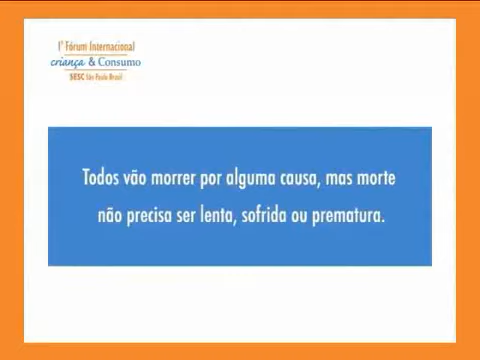 1º Fórum Internacional
criança & Consumo
SESC São Paulo Brasil
Todos vão morrer por alguma causa, mas morte
não precisa ser lenta, sofrida ou prematura.